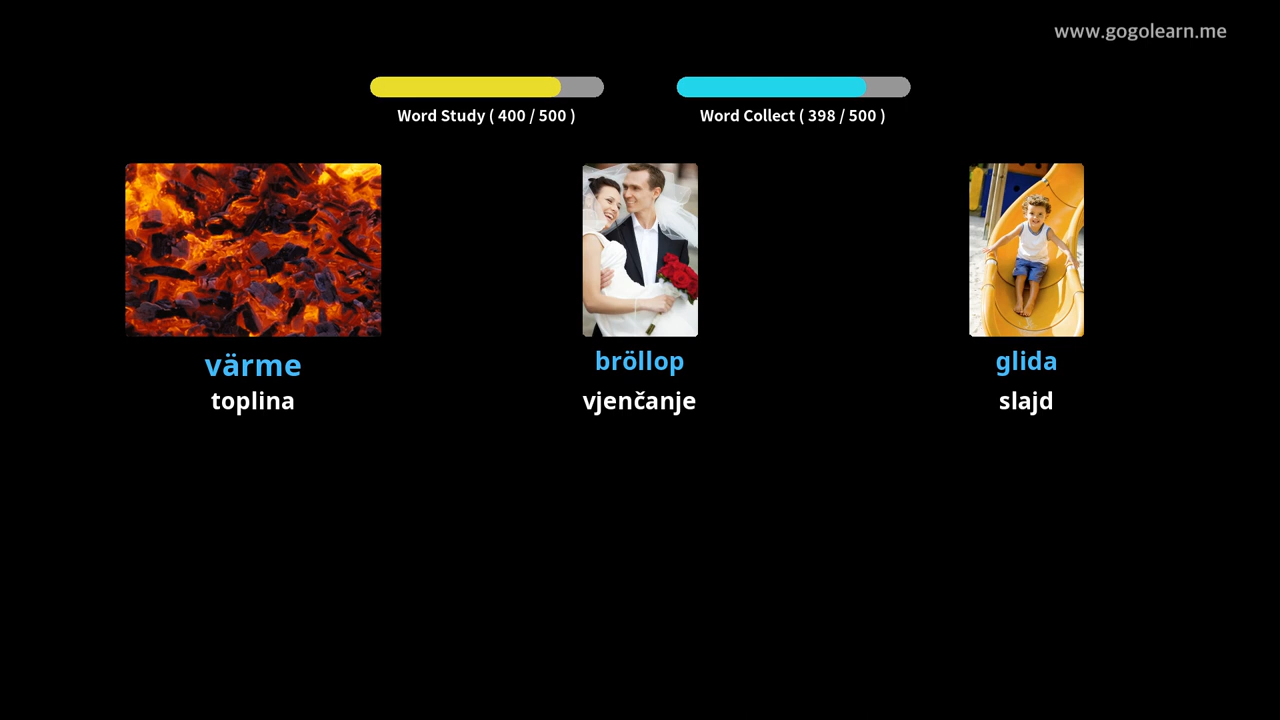 www.gogolearn.me
Word Study ( 400 / 500 )
Word Collect ( 398 / 500 )
värme
bröllop
glida
toplina
vjenčanje
slajd